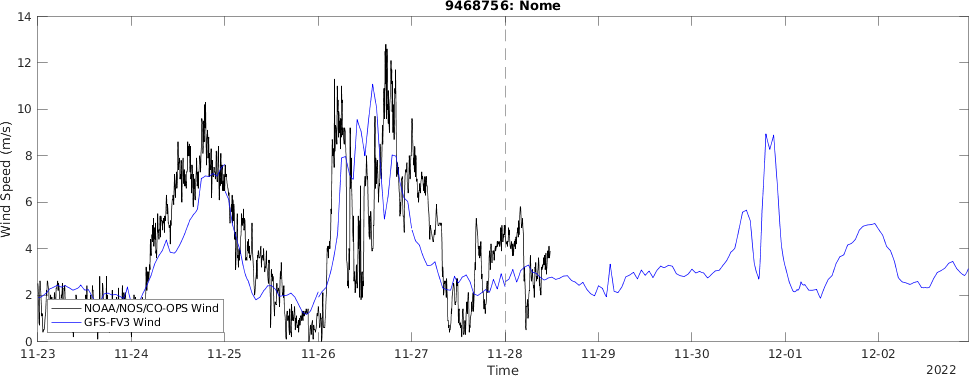 9468756: Nome
14
12
10
8
6
4
2
0
Wind Speed (m/s)
NOAA/NOS/CO-OPS Wind
GFS-FV3 Wind
11-23 11-24 11-25 11-26 11-27 11-28 11-29 11-30 12-01 12-02
Time
2022